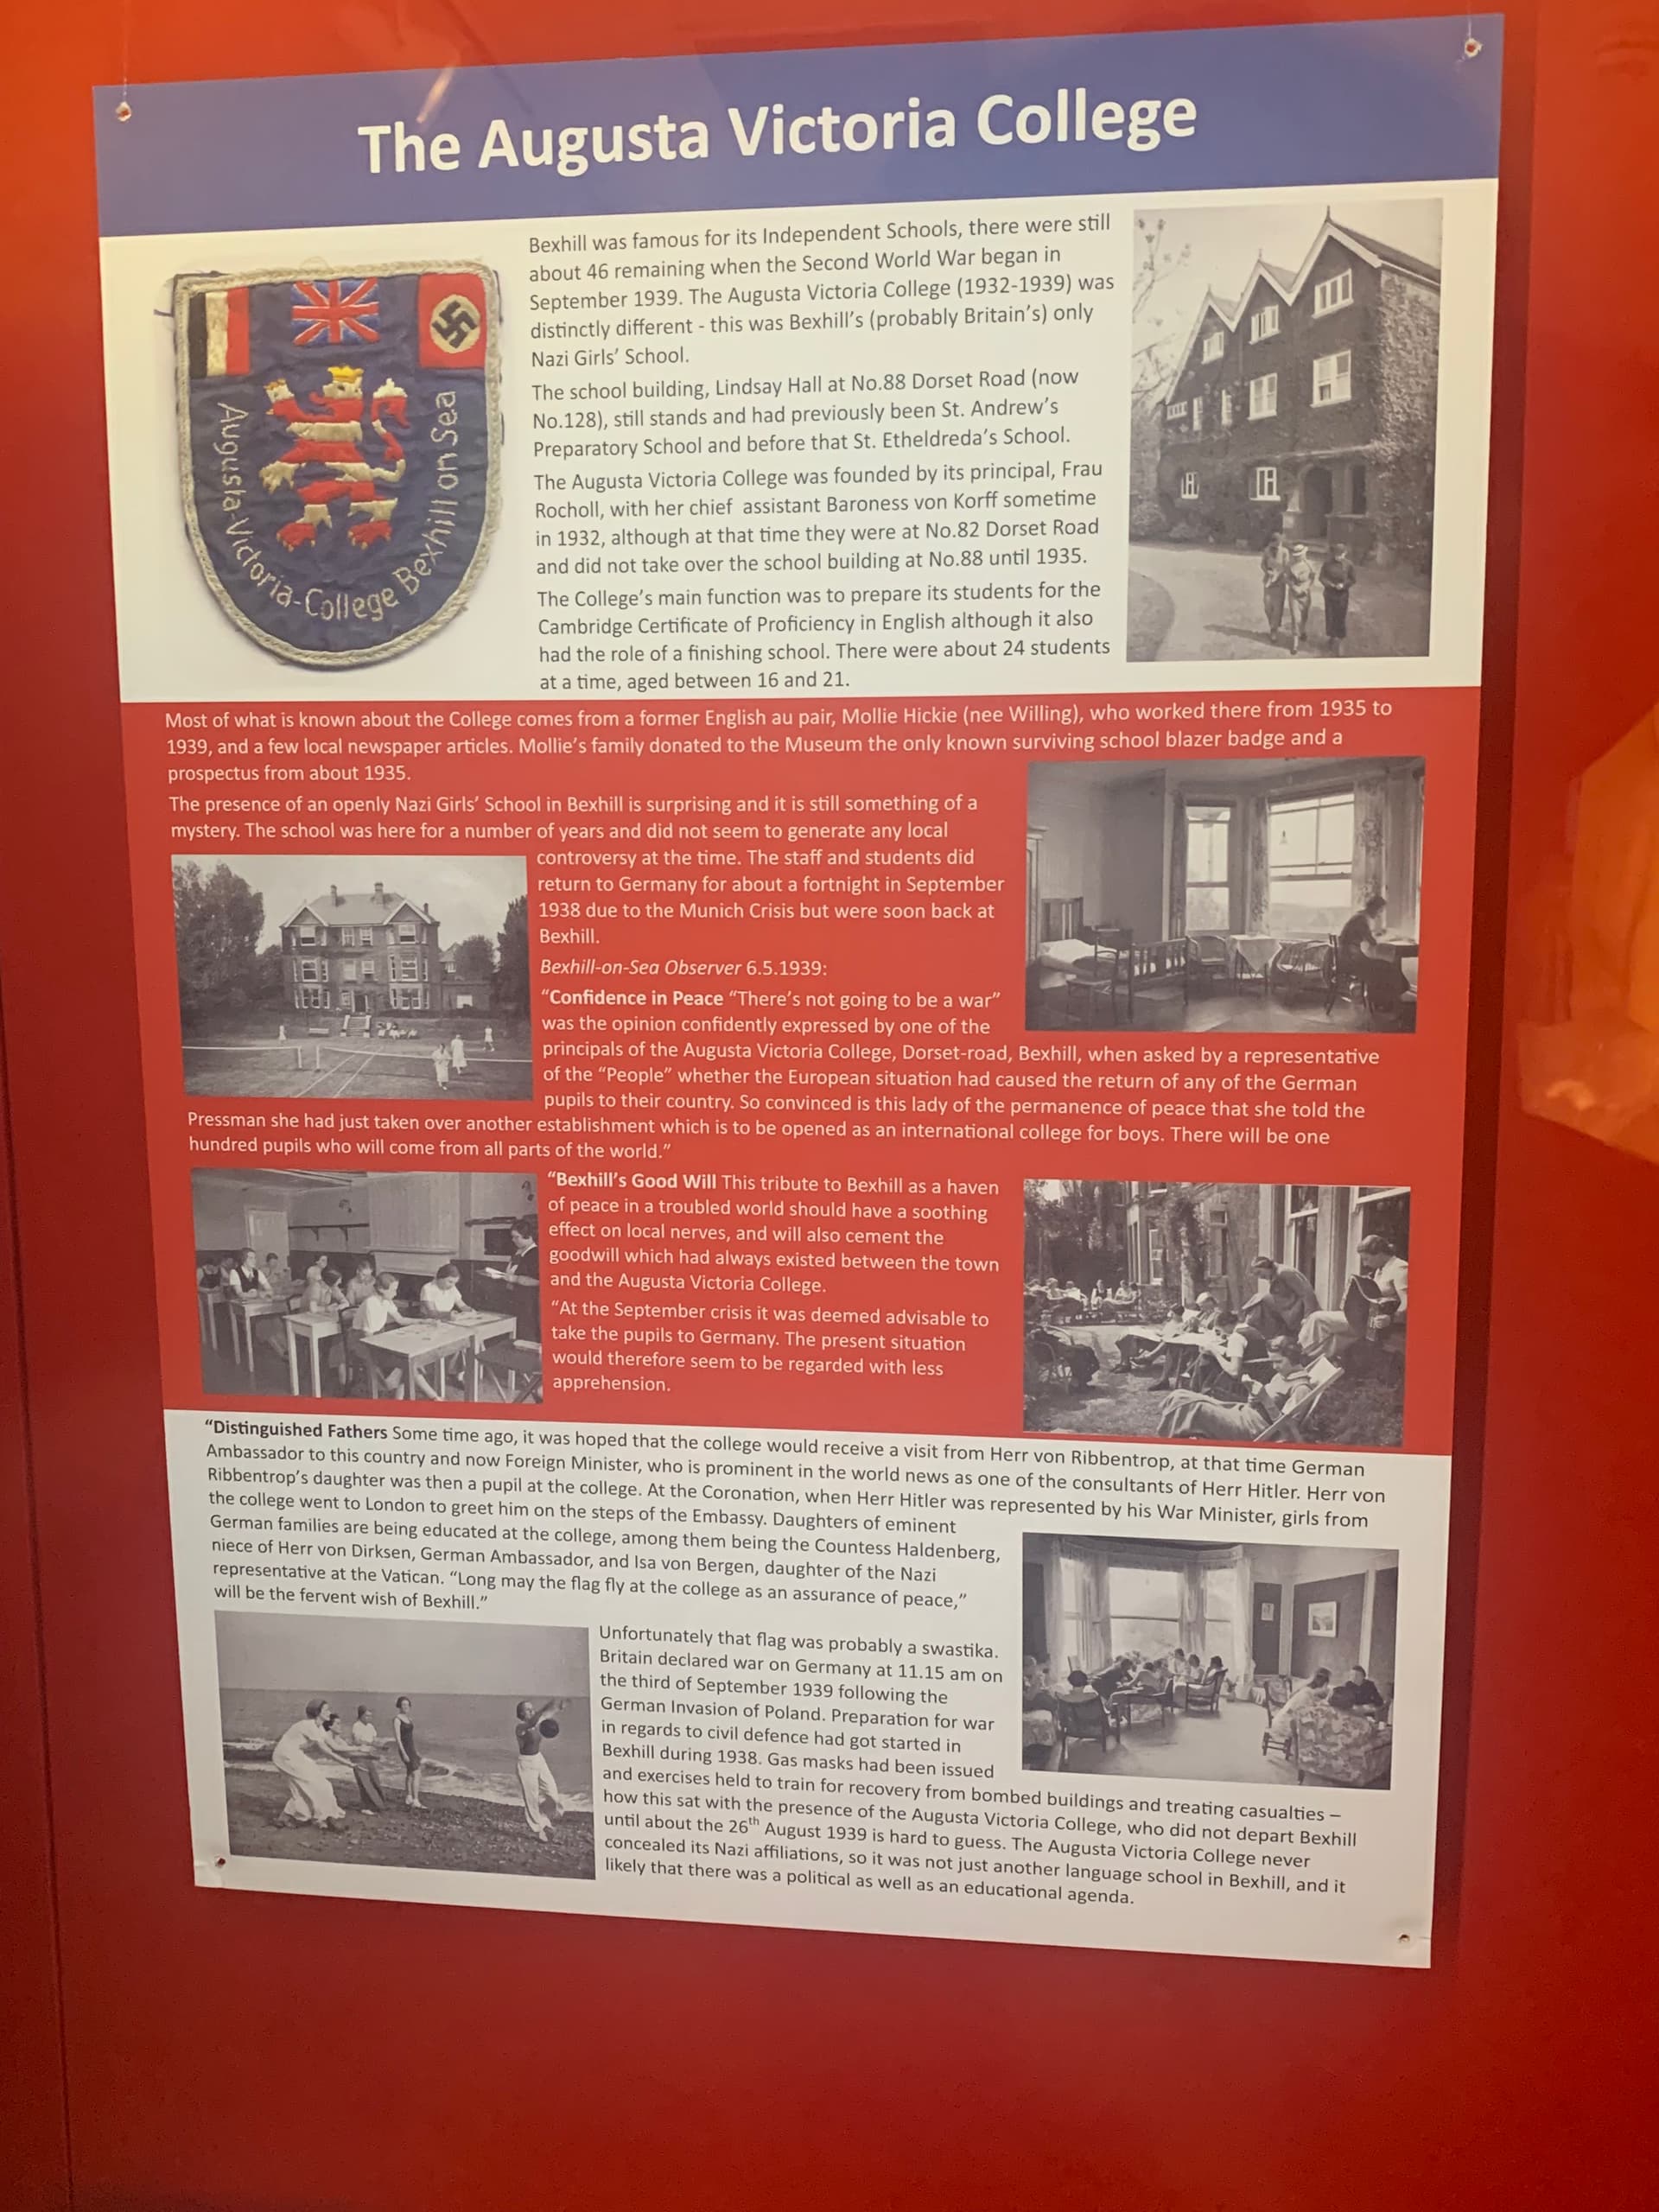 The Augusta Victoria College
Augusta-Victoria-College Bexhill on Sea
Bexhill was famous for its Independent Schools, there were still
about 46 remaining when the Second World War began in
September 1939. The Augusta Victoria College (1932-1939) was
distinctly different - this was Bexhill's (probably Britain's) only
Nazi Girls' School.
The school building, Lindsay Hall at No.88 Dorset Road (now
No.128), still stands and had previously been St. Andrew's
Preparatory School and before that St. Etheldreda's School.
The Augusta Victoria College was founded by its principal, Frau
Rocholl, with her chief assistant Baroness von Korff sometime
in 1932, although at that time they were at No.82 Dorset Road
and did not take over the school building at No.88 until 1935.
The College's main function was to prepare its students for the
Cambridge Certificate of Proficiency in English although it also
had the role of a finishing school. There were about 24 students
at a time, aged between 16 and 21.
Most of what is known about the College comes from a former English au pair, Mollie Hickie (nee Willing), who worked there from 1935 to
1939, and a few local newspaper articles. Mollie's family donated to the Museum the only known surviving school blazer badge and a
prospectus from about 1935.
The presence of an openly Nazi Girls' School in Bexhill is surprising and it is still something of a
mystery. The school was here for a number of years and did not seem to generate any local
controversy at the time. The staff and students did
return to Germany for about a fortnight in September
1938 due to the Munich Crisis but were soon back at
Bexhill.
Bexhill-on-Sea Observer 6.5.1939:
"Confidence in Peace "There's not going to be a war"
was the opinion confidently expressed by one of the
principals of the Augusta Victoria College, Dorset-road, Bexhill, when asked by a representative
of the "People" whether the European situation had caused the return of any of the German
pupils to their country. So convinced is this lady of the permanence of peace that she told the
Pressman she had just taken over another establishment which is to be opened as an international college for boys. There will be one
hundred pupils who will come from all parts of the world."
"Bexhill's Good Will This tribute to Bexhill as a haven
of peace in a troubled world should have a soothing
effect on local nerves, and will also cement the
goodwill which had always existed between the town
and the Augusta Victoria College.
"At the September crisis it was deemed advisable to
take the pupils to Germany. The present situation
would therefore seem to be regarded with less
apprehension.
"Distinguished Fathers Some time ago, it was hoped that the college would receive a visit from Herr von Ribbentrop, at that time German
Ambassador to this country and now Foreign Minister, who is prominent in the world news as one of the consultants of Herr Hitler. Herr von
Ribbentrop's daughter was then a pupil at the college. At the Coronation, when Herr Hitler was represented by his War Minister, girls from
the college went to London to greet him on the steps of the Embassy. Daughters of eminent
German families are being educated at the college, among them being the Countess Haldenberg,
niece of Herr von Dirksen, German Ambassador, and Isa von Bergen, daughter of the Nazi
representative at the Vatican. "Long may the flag fly at the college as an assurance of peace,"
will be the fervent wish of Bexhill."
Unfortunately that flag was probably a swastika.
Britain declared war on Germany at 11.15 am on
the third of September 1939 following the
German Invasion of Poland. Preparation for war
in regards to civil defence had got started in
Bexhill during 1938. Gas masks had been issued
and exercises held to train for recovery from bombed buildings and treating casualties –
how this sat with the presence of the Augusta Victoria College, who did not depart Bexhill
until about the 26th August 1939 is hard to guess. The Augusta Victoria College never
concealed its Nazi affiliations, so it was not just another language school in Bexhill, and it
likely that there was a political as well as an educational agenda.